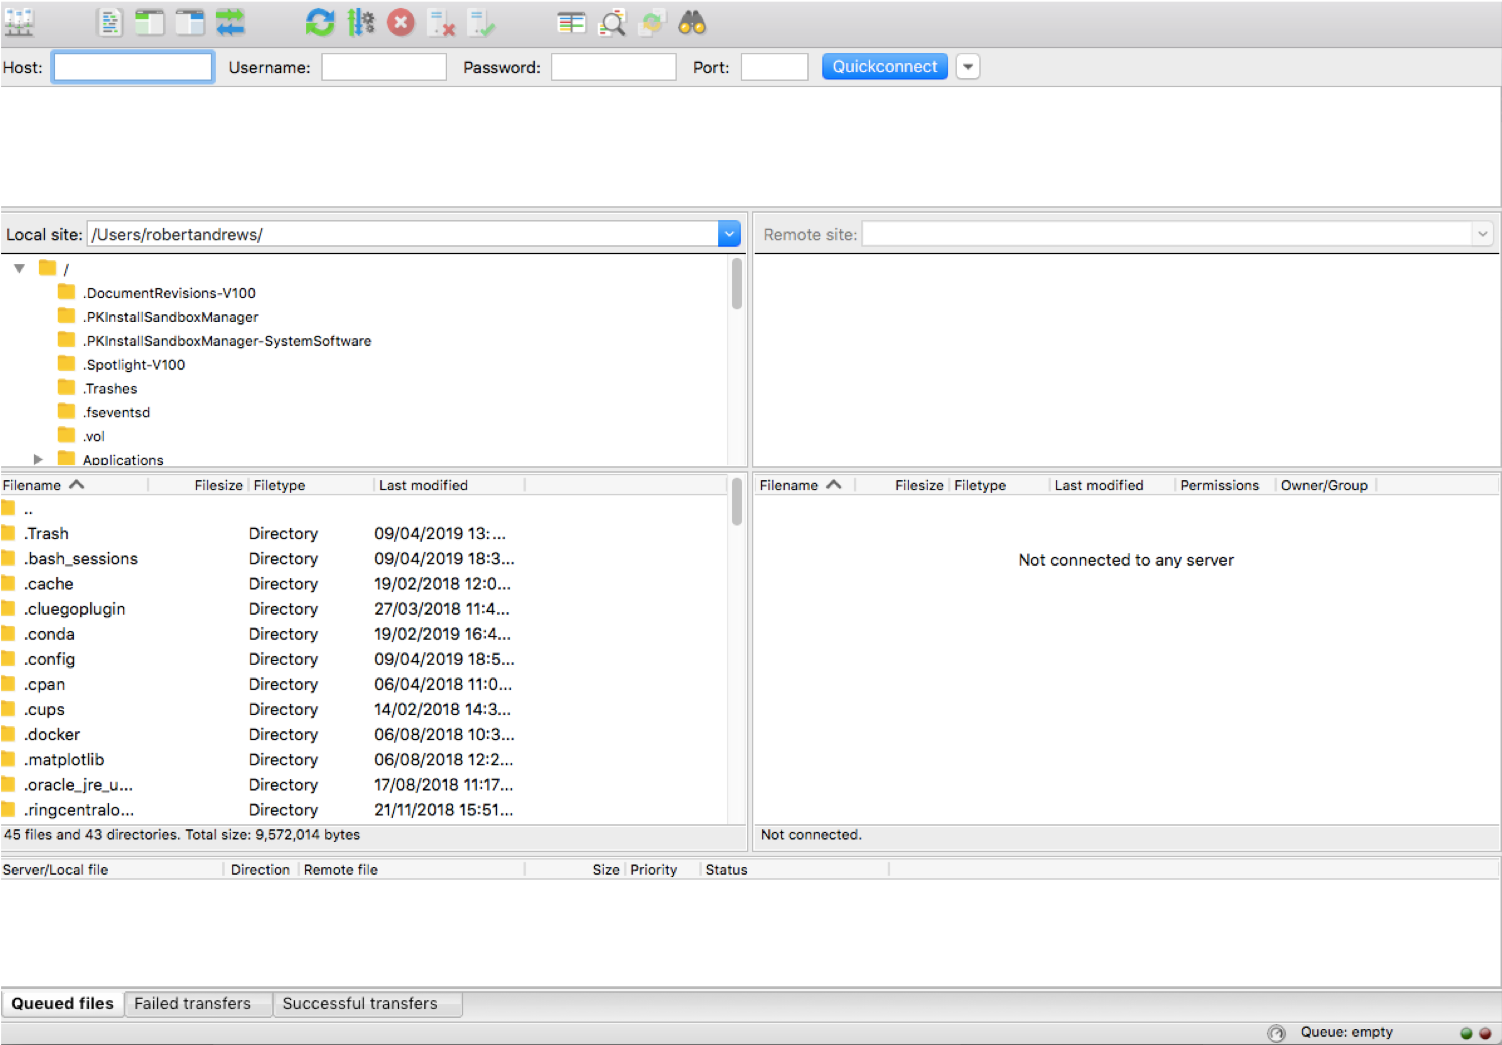 Host: Username: Password: Port: Quickconnect
Local site: /Users/robertandrews/ Remote site:
/
.DocumentRevisions-V100
.PKInstallSandboxManager
.PKInstallSandboxManager-SystemSoftware
.Spotlight-V100
.Trashes
.fseventsd
.vol
Applications
Filename Filesize Filetype Last modified
..
.Trash Directory 09/04/2019 13:...
.bash_sessions Directory 09/04/2019 18:3...
.cache Directory 19/02/2018 12:0...
.cluegoplugin Directory 27/03/2018 11:4...
.conda Directory 19/02/2019 16:4...
.config Directory 09/04/2019 18:5...
.cpan Directory 06/04/2018 11:0...
.cups Directory 14/02/2018 14:3...
.docker Directory 06/08/2018 10:3...
.matplotlib Directory 06/08/2018 12:2...
.oracle_jre_u... Directory 17/08/2018 11:17...
.ringcentralo... Directory 21/11/2018 15:51...
45 files and 43 directories. Total size: 9,572,014 bytes
Filename Filesize Filetype Last modified Permissions Owner/Group
Not connected to any server
Not connected.
Server/Local file Direction Remote file Size Priority Status
Queued files Failed transfers Successful transfers
Queue: empty